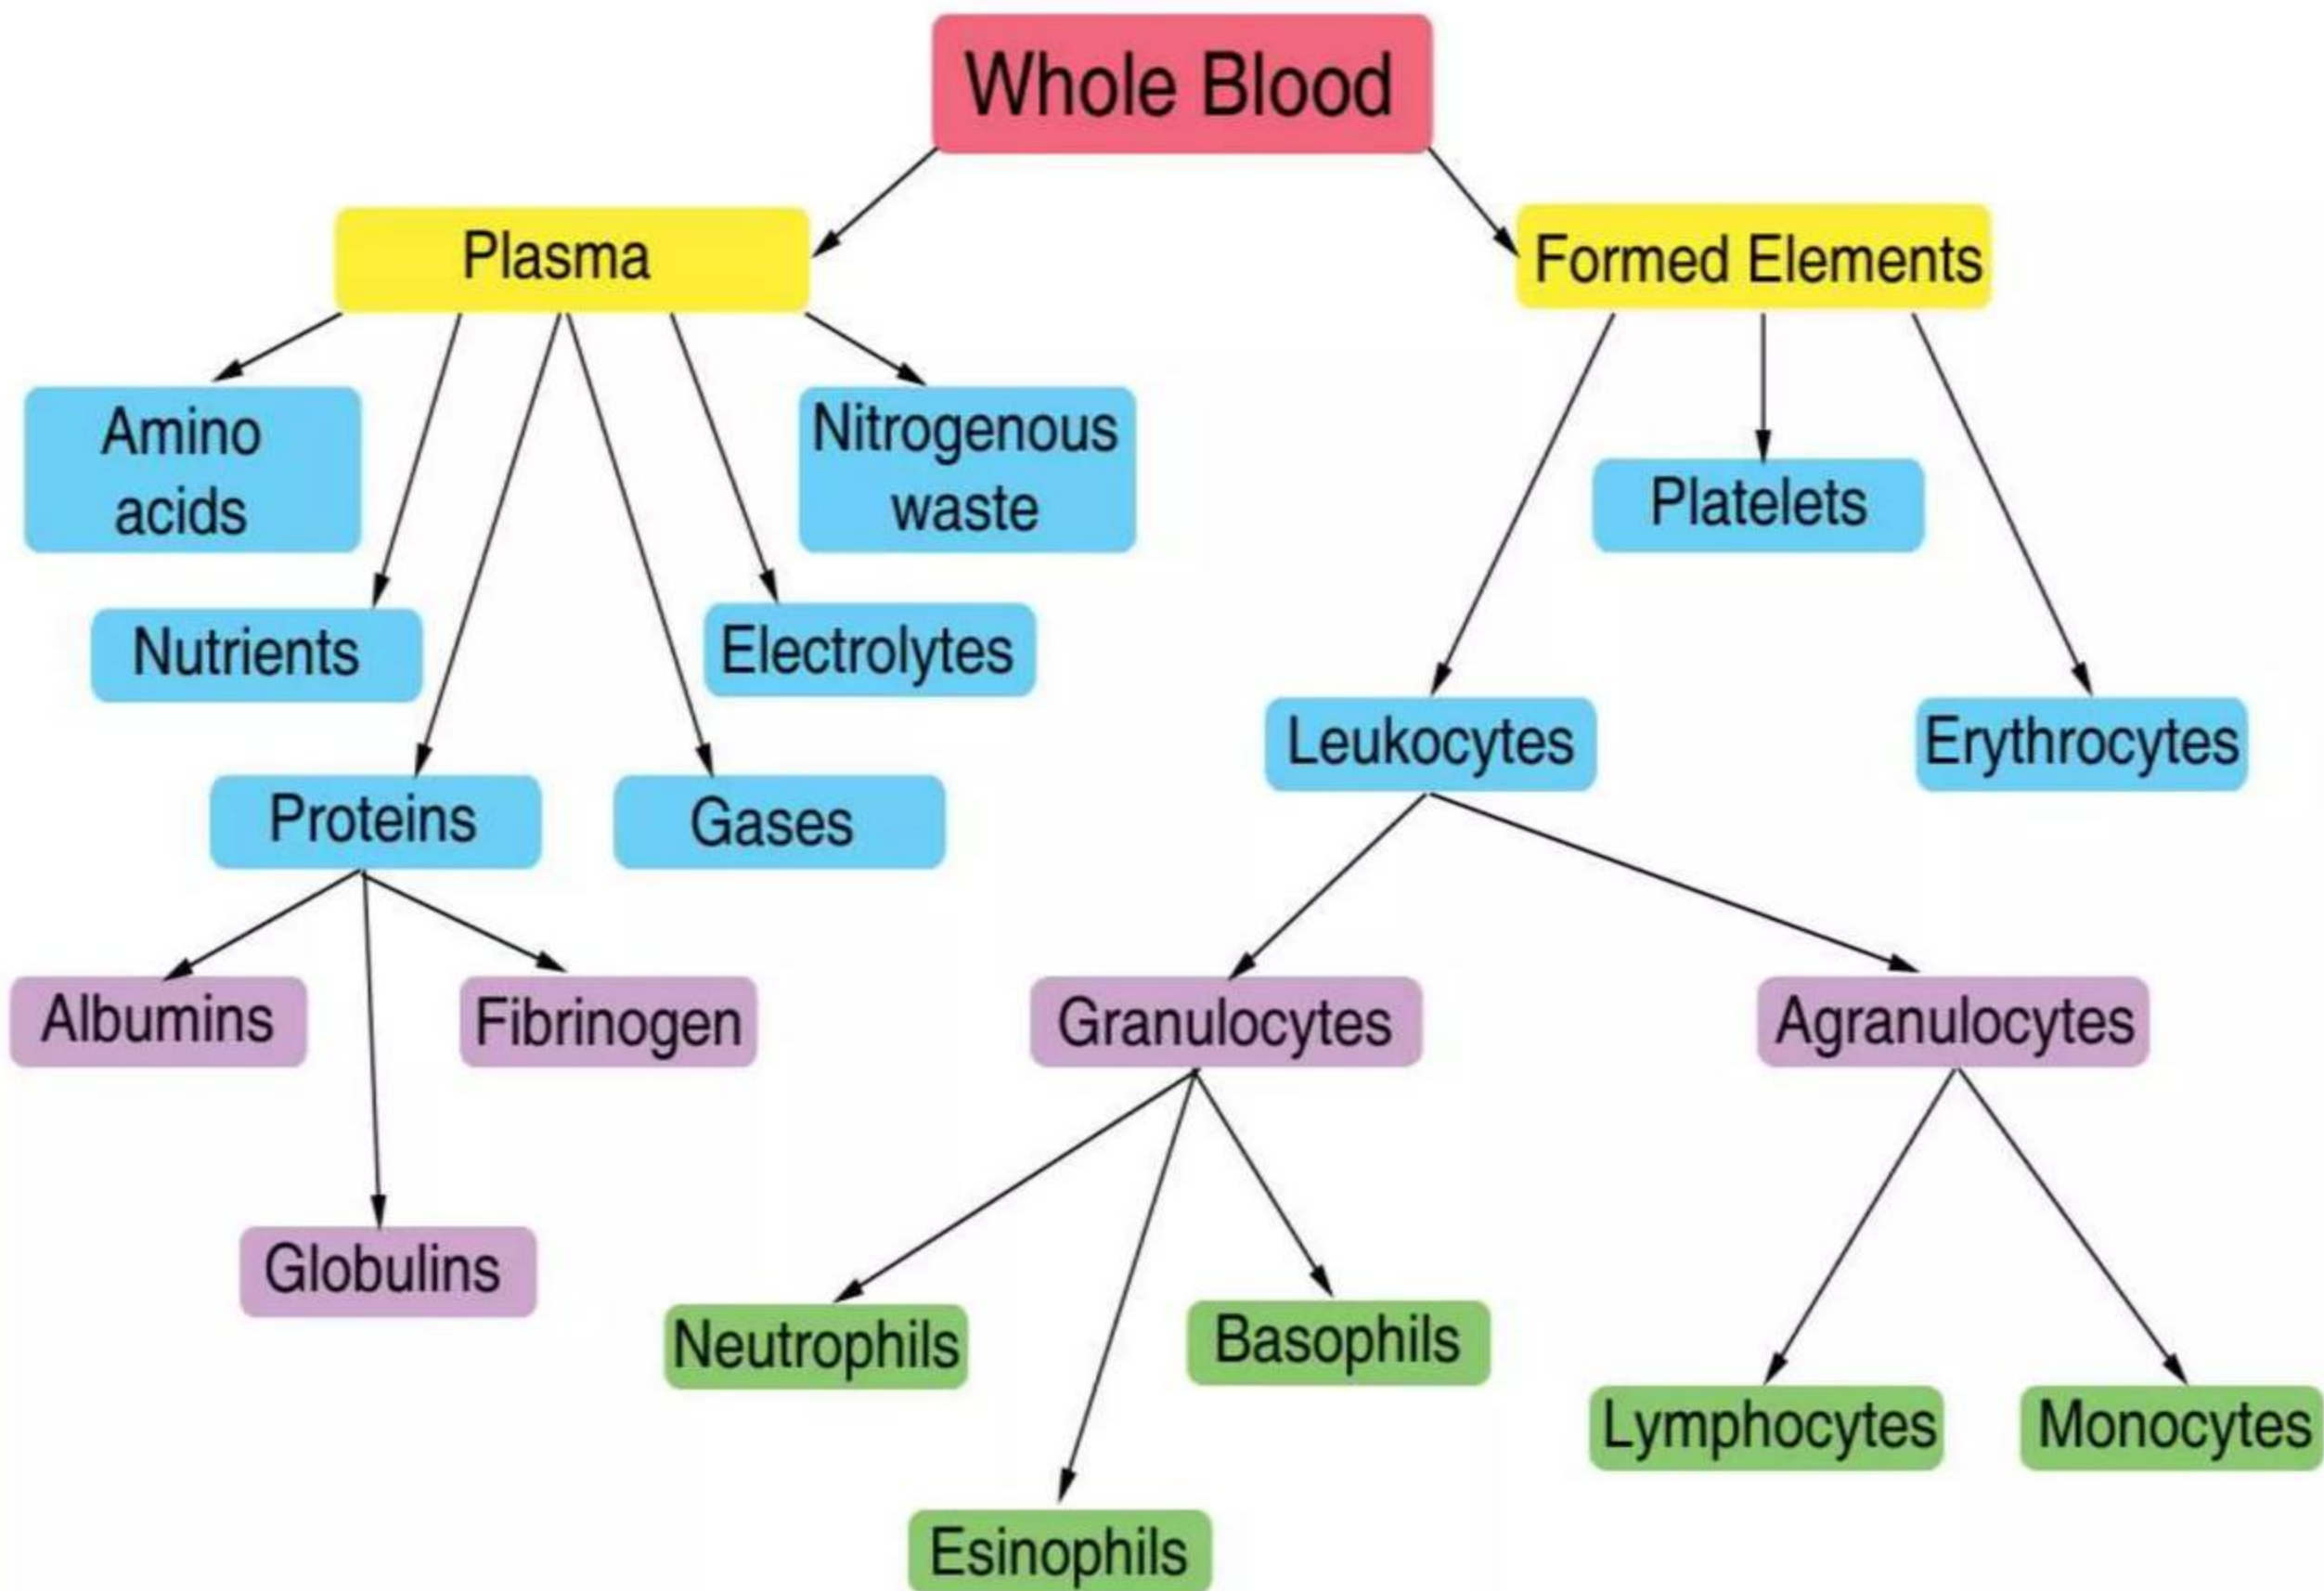 Whole Blood
Plasma
Formed Elements
Amino
acids
Nitrogenous
waste
Platelets
Nutrients
Electrolytes
Leukocytes
Erythrocytes
Proteins
Gases
Albumins
Fibrinogen
Granulocytes
Agranulocytes
Globulins
Neutrophils
Basophils
Lymphocytes
Monocytes
Esinophils